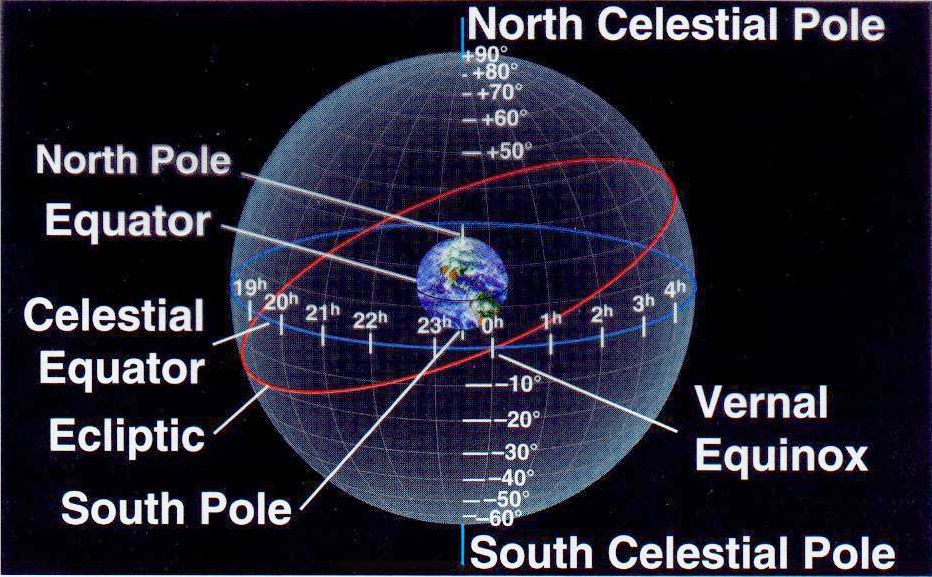 North Celestial Pole
+90°
+80°
+70°
+60°
+50°
North Pole
Equator
19h 20h 21h 22h 23h 0h 1h 2h 3h 4h
Celestial
Equator
Ecliptic
South Pole
Vernal
Equinox
-10°
-20°
-30°
-40°
-50°
-60°
South Celestial Pole